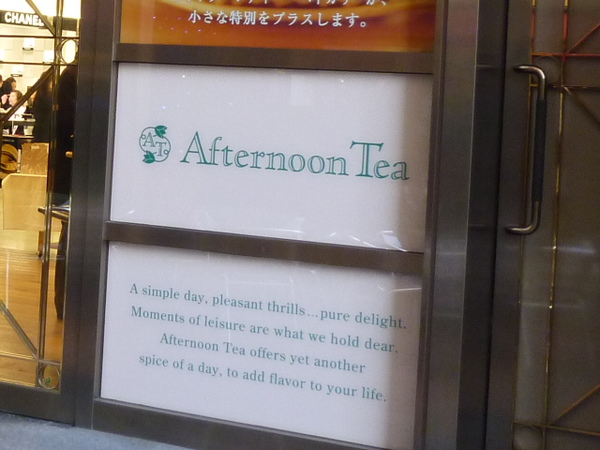 CHANEL
小さな特別をプラスします。
A.T.
Afternoon Tea
A simple day, pleasant thrills...pure delight.
Moments of leisure are what we hold dear.
Afternoon Tea offers yet another
spice of a day, to add flavor to your life.